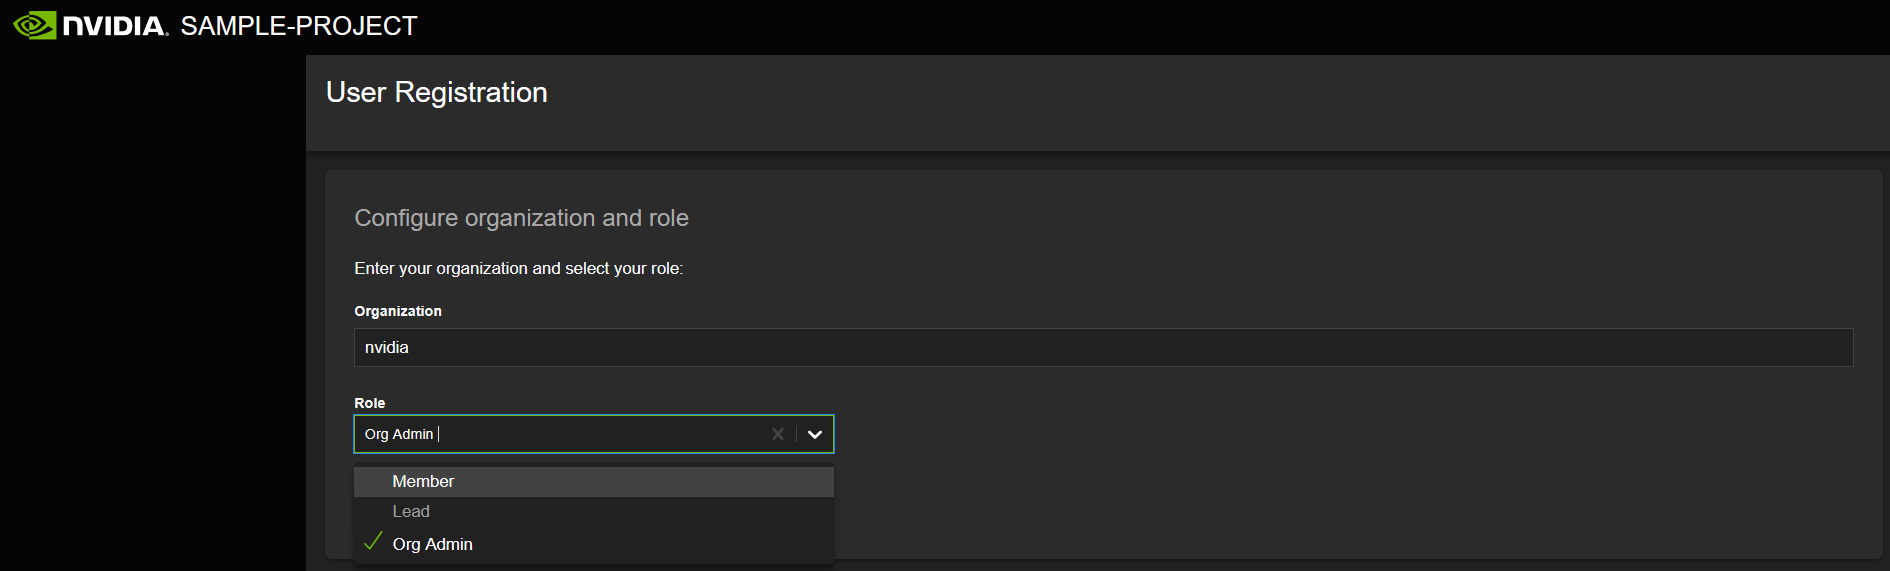 NVIDIA. SAMPLE-PROJECT
User Registration
Configure organization and role
Enter your organization and select your role:
Organization
nvidia
Role
Org Admin
Member
Lead
Org Admin